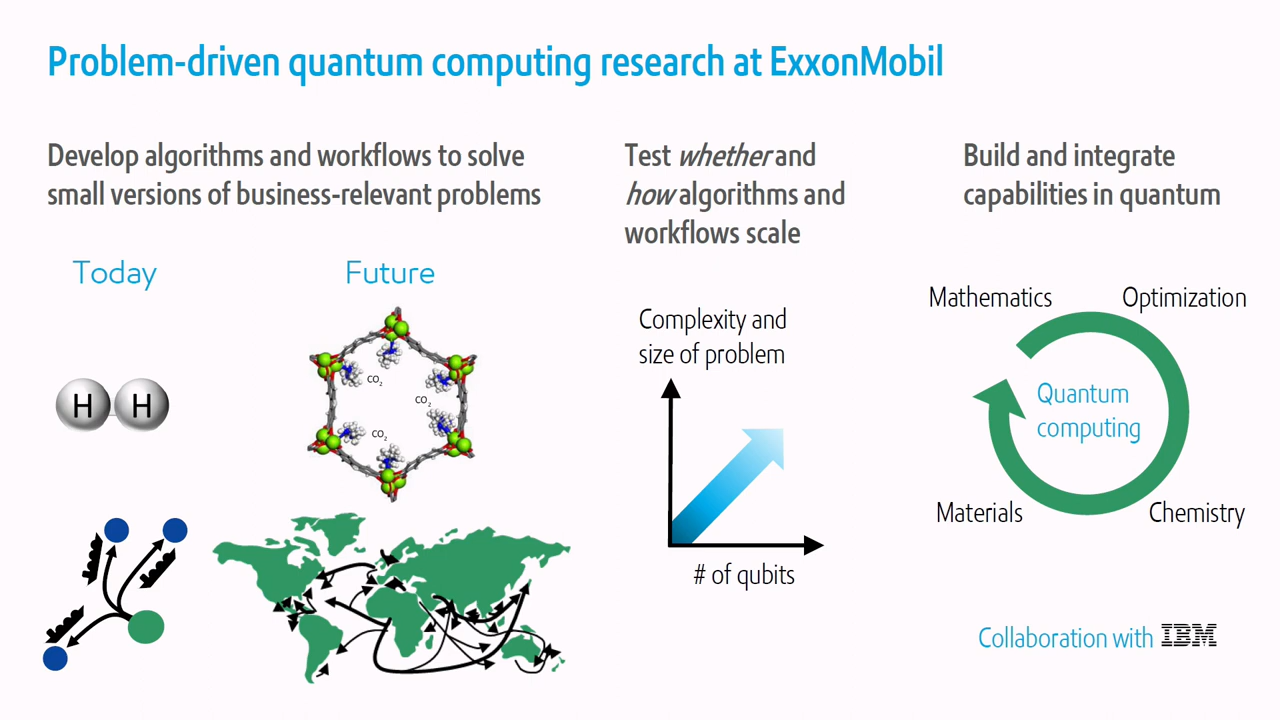 Problem-driven quantum computing research at ExxonMobil
Develop algorithms and workflows to solve
small versions of business-relevant problems
Today
Future
H H
CO2
CO2
CO2
Test whether and
how algorithms and
workflows scale
Complexity and
size of problem
# of qubits
Build and integrate
capabilities in quantum
Mathematics
Optimization
Quantum
computing
Materials
Chemistry
Collaboration with IBM